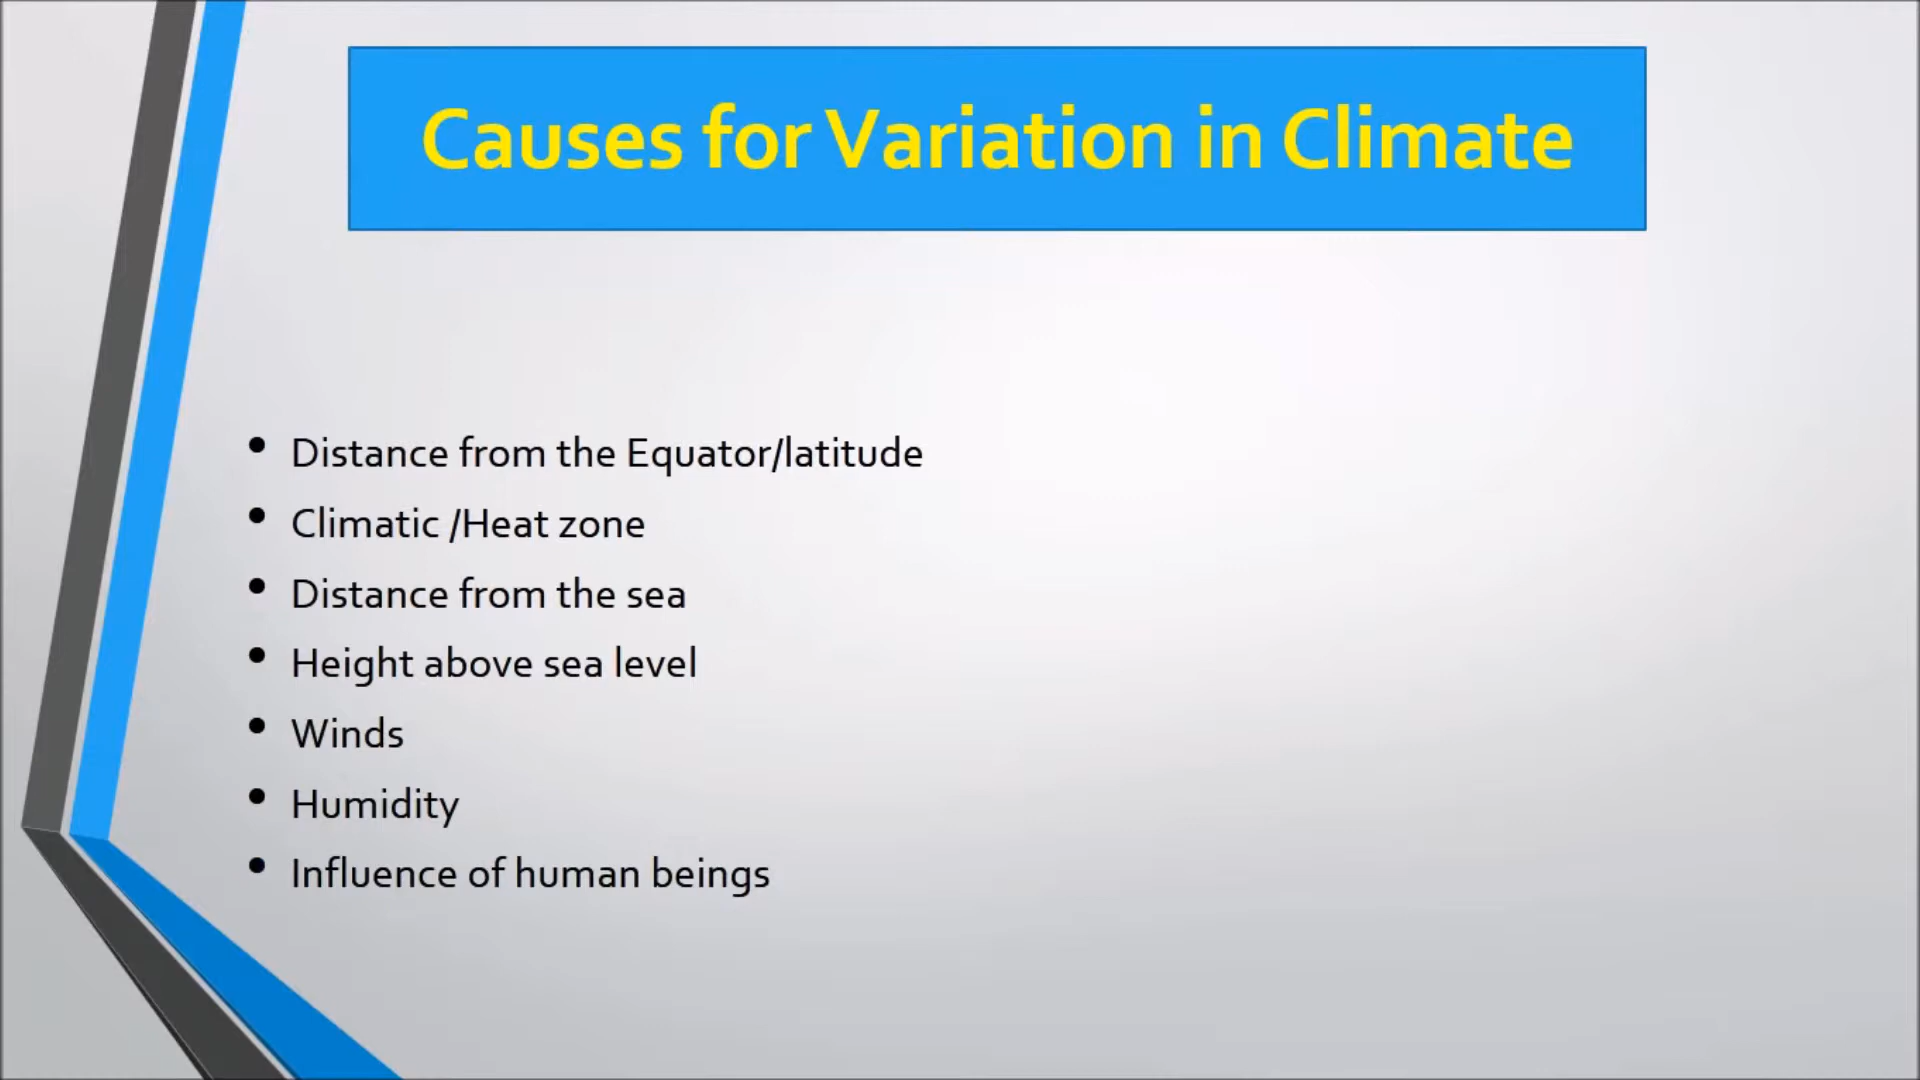 Causes for Variation in Climate
• Distance from the Equator/latitude
• Climatic /Heat zone
• Distance from the sea
• Height above sea level
• Winds
• Humidity
• Influence of human beings